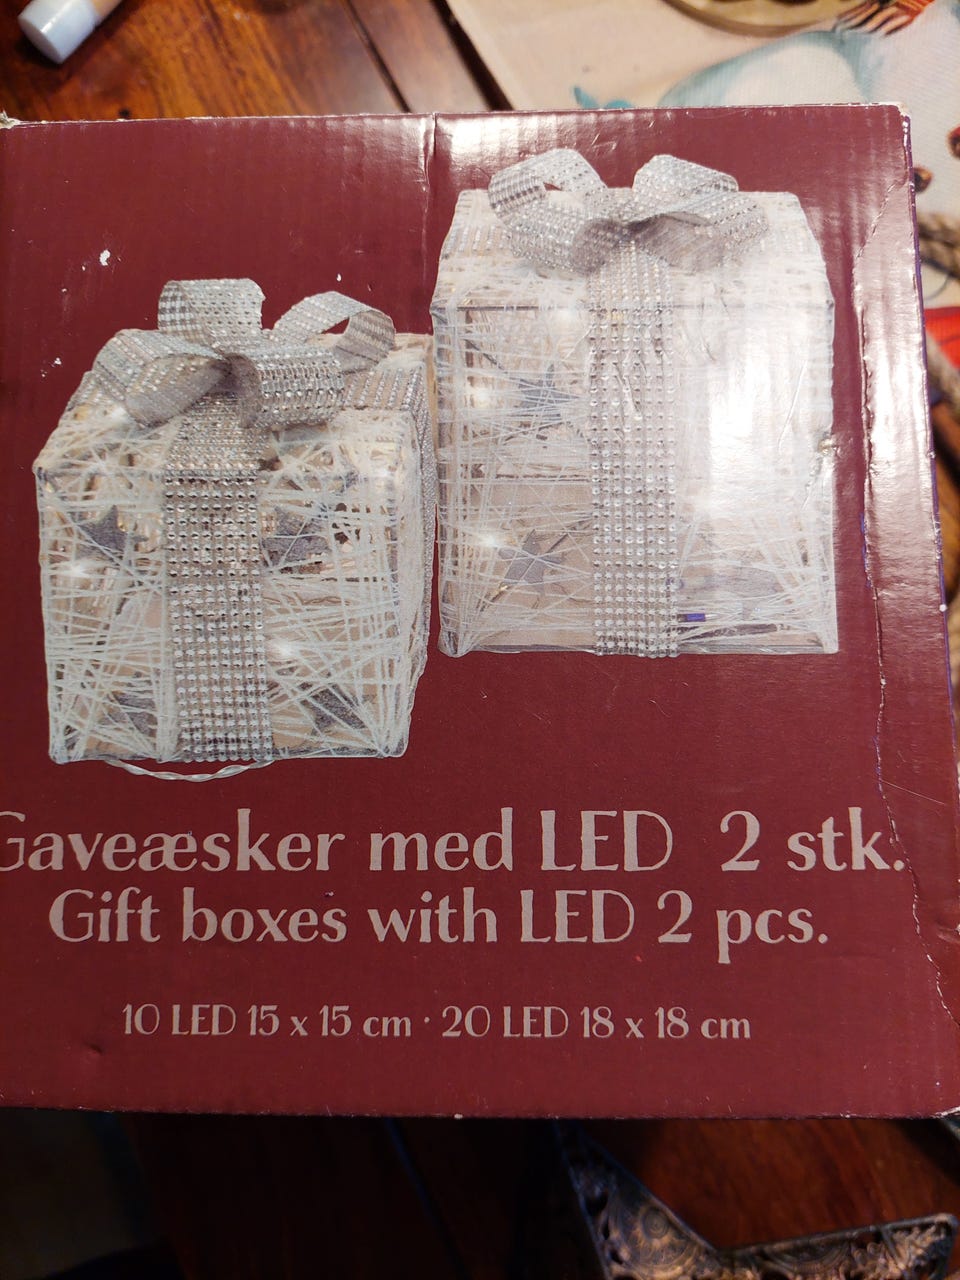 Gaveæsker med LED 2 stk.
Gift boxes with LED 2 pcs.
10 LED 15 x 15 cm · 20 LED 18 x 18 cm